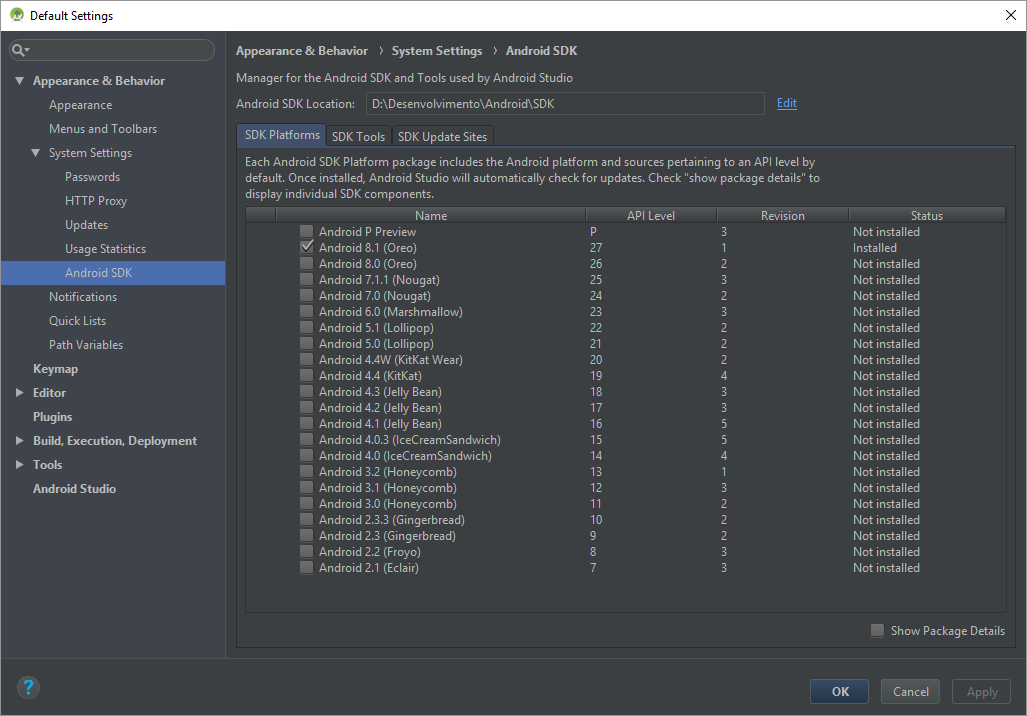 Default Settings
Appearance & Behavior
Appearance
Menus and Toolbars
System Settings
Passwords
HTTP Proxy
Updates
Usage Statistics
Android SDK
Notifications
Quick Lists
Path Variables
Keymap
Editor
Plugins
Build, Execution, Deployment
Tools
Android Studio
Appearance & Behavior › System Settings › Android SDK
Manager for the Android SDK and Tools used by Android Studio
Android SDK Location: D:\Desenvolvimento\Android\SDK Edit
SDK Platforms SDK Tools SDK Update Sites
Each Android SDK Platform package includes the Android platform and sources pertaining to an API level by
default. Once installed, Android Studio will automatically check for updates. Check "show package details" to
display individual SDK components.
Name API Level Revision Status
Android P Preview P 3 Not installed
Android 8.1 (Oreo) 27 1 Installed
Android 8.0 (Oreo) 26 2 Not installed
Android 7.1.1 (Nougat) 25 3 Not installed
Android 7.0 (Nougat) 24 2 Not installed
Android 6.0 (Marshmallow) 23 3 Not installed
Android 5.1 (Lollipop) 22 2 Not installed
Android 5.0 (Lollipop) 21 2 Not installed
Android 4.4W (KitKat Wear) 20 2 Not installed
Android 4.4 (KitKat) 19 4 Not installed
Android 4.3 (Jelly Bean) 18 3 Not installed
Android 4.2 (Jelly Bean) 17 3 Not installed
Android 4.1 (Jelly Bean) 16 5 Not installed
Android 4.0.3 (IceCreamSandwich) 15 5 Not installed
Android 4.0 (IceCreamSandwich) 14 4 Not installed
Android 3.2 (Honeycomb) 13 1 Not installed
Android 3.1 (Honeycomb) 12 3 Not installed
Android 3.0 (Honeycomb) 11 2 Not installed
Android 2.3.3 (Gingerbread) 10 2 Not installed
Android 2.3 (Gingerbread) 9 2 Not installed
Android 2.2 (Froyo) 8 3 Not installed
Android 2.1 (Eclair) 7 3 Not installed
Show Package Details
?
OK Cancel Apply